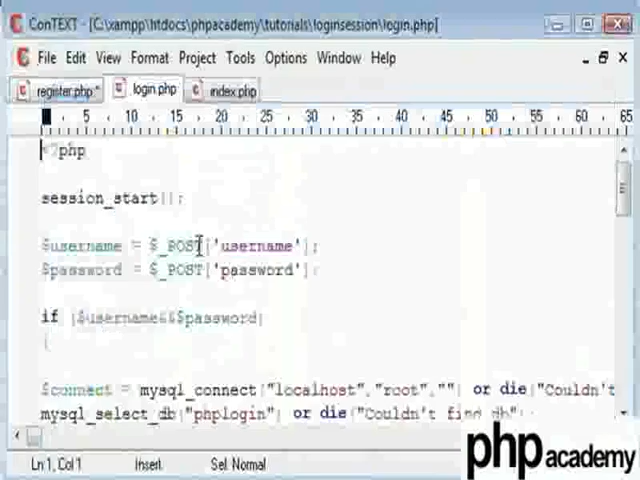 ConTEXT - [C:\xampp\htdocs\phpacademy\tutorials\loginsession\login.php]
File Edit View Format Project Tools Options Window Help
register.php* login.php index.php
5 10 15 20 25 30 35 40 45 50 55 60 65
<?php
session_start();
$username = $_POST['username'];
$password = $_POST['password'];
if ($username&&$password)
{
$connect = mysql_connect("localhost","root","") or die("Couldn't
mysql_select_db("phplogin") or die("Couldn't find db");
Ln 1, Col 1 Insert Sel: Normal
php academy